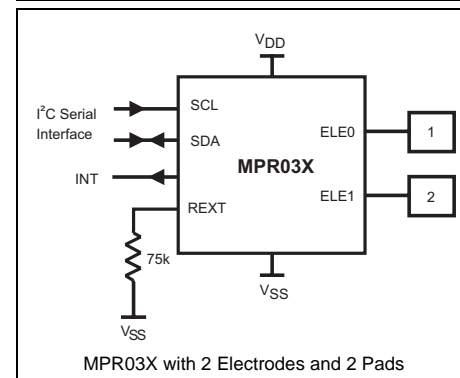 VDD
I²C Serial
Interface
SCL
SDA
INT
REXT
MPR03X
ELE0
1
ELE1
2
75k
VSS
VSS
MPR03X with 2 Electrodes and 2 Pads